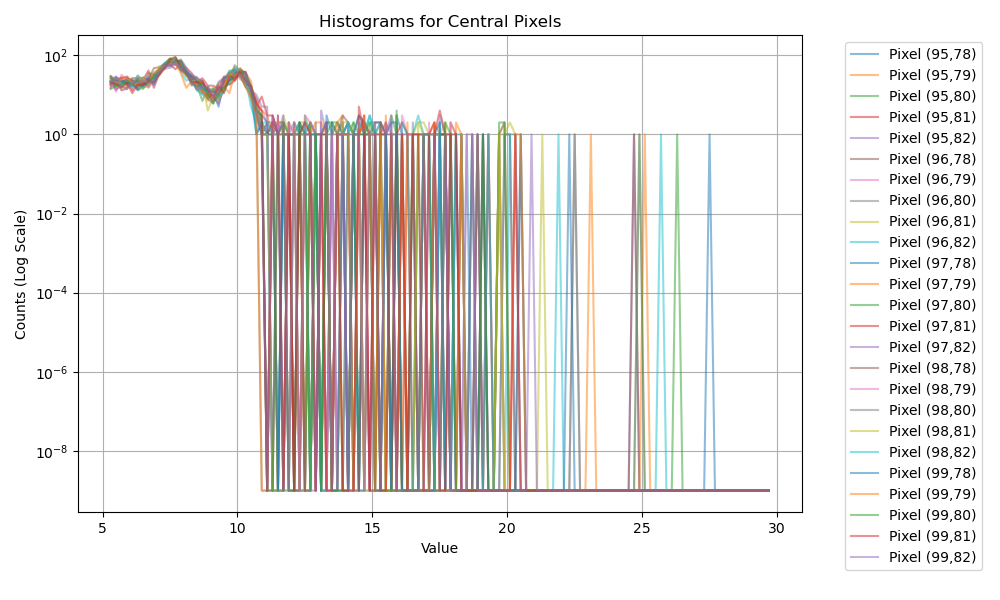 Histograms for Central Pixels
Counts (Log Scale)
10²
10⁰
10⁻²
10⁻⁴
10⁻⁶
10⁻⁸
5 10 15 20 25 30
Value
Pixel (95,78)
Pixel (95,79)
Pixel (95,80)
Pixel (95,81)
Pixel (95,82)
Pixel (96,78)
Pixel (96,79)
Pixel (96,80)
Pixel (96,81)
Pixel (96,82)
Pixel (97,78)
Pixel (97,79)
Pixel (97,80)
Pixel (97,81)
Pixel (97,82)
Pixel (98,78)
Pixel (98,79)
Pixel (98,80)
Pixel (98,81)
Pixel (98,82)
Pixel (99,78)
Pixel (99,79)
Pixel (99,80)
Pixel (99,81)
Pixel (99,82)